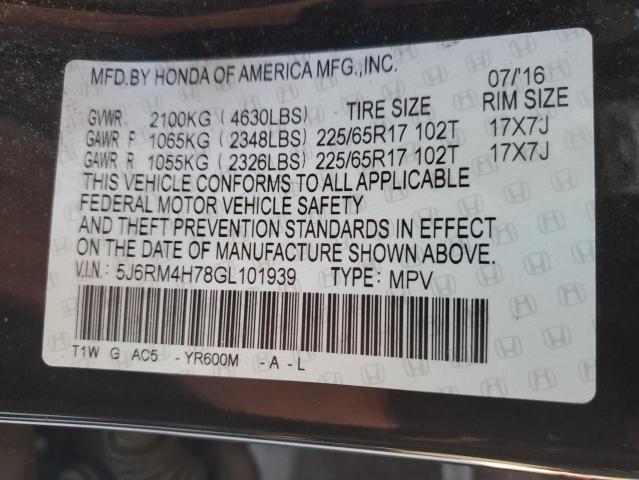 MFD.BY HONDA OF AMERICA MFG.,INC. 07/'16
GVWR 2100KG (4630LBS) TIRE SIZE RIM SIZE
GAWR F 1065KG (2348LBS) 225/65R17 102T 17X7J
GAWR R 1055KG (2326LBS) 225/65R17 102T 17X7J
THIS VEHICLE CONFORMS TO ALL APPLICABLE
FEDERAL MOTOR VEHICLE SAFETY
AND THEFT PREVENTION STANDARDS IN EFFECT
ON THE DATE OF MANUFACTURE SHOWN ABOVE.
V.I.N: 5J6RM4H78GL101939 TYPE: MPV
T1W G AC5 - YR600M - A - L